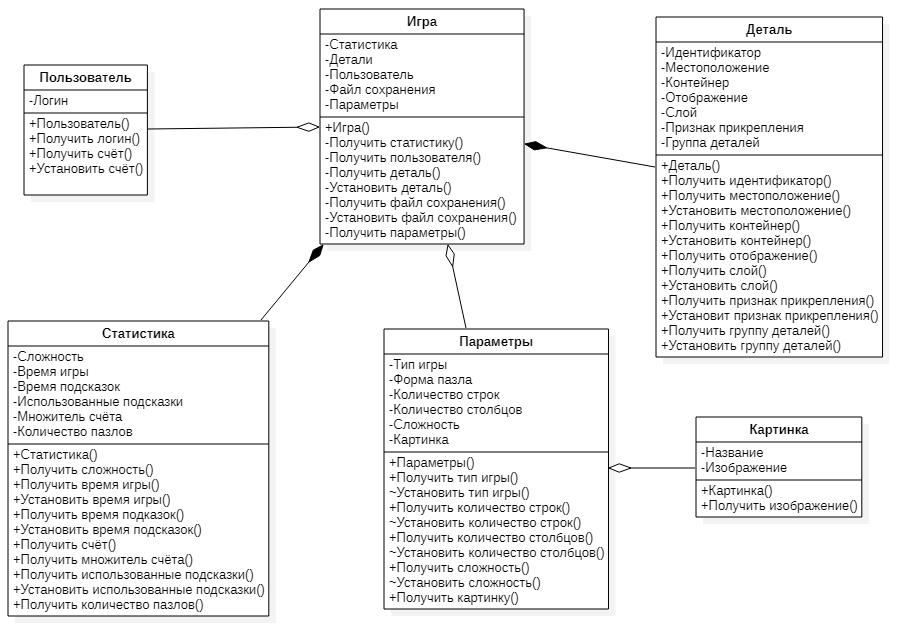 Пользователь
-Логин
+Пользователь()
+Получить логин()
+Получить счёт()
+Установить счёт()
Игра
-Статистика
-Детали
-Пользователь
-Файл сохранения
-Параметры
+Игра()
-Получить статистику()
-Получить пользователя()
-Получить деталь()
-Установить деталь()
-Получить файл сохранения()
-Установить файл сохранения()
-Получить параметры()
Деталь
-Идентификатор
-Местоположение
-Контейнер
-Отображение
-Слой
-Признак прикрепления
-Группа деталей
+Деталь()
+Получить идентификатор()
+Получить местоположение()
+Установить местоположение()
+Получить контейнер()
+Установить контейнер()
+Получить отображение()
+Получить слой()
+Установить слой()
+Получить признак прикрепления()
+Установит признак прикрепления()
+Получить группу деталей()
+Установить группу деталей()
Статистика
-Сложность
-Время игры
-Время подсказок
-Использованные подсказки
-Множитель счёта
-Количество пазлов
+Статистика()
+Получить сложность()
+Получить время игры()
+Установить время игры()
+Получить время подказок()
+Установить время подсказок()
+Получить счёт()
+Получить множитель счёта()
+Получить использованные подсказки()
+Установить использованные подсказки()
+Получить количество пазлов()
Параметры
-Тип игры
-Форма пазла
-Количество строк
-Количество столбцов
-Сложность
-Картинка
+Параметры()
+Получить тип игры()
~Установить тип игры()
+Получить количество строк()
~Установить количество строк()
+Получить количество столбцов()
~Установить количество столбцов()
+Получить сложность()
~Установить сложность()
+Получить картинку()
Картинка
-Название
-Изображение
+Картинка()
+Получить изображение()